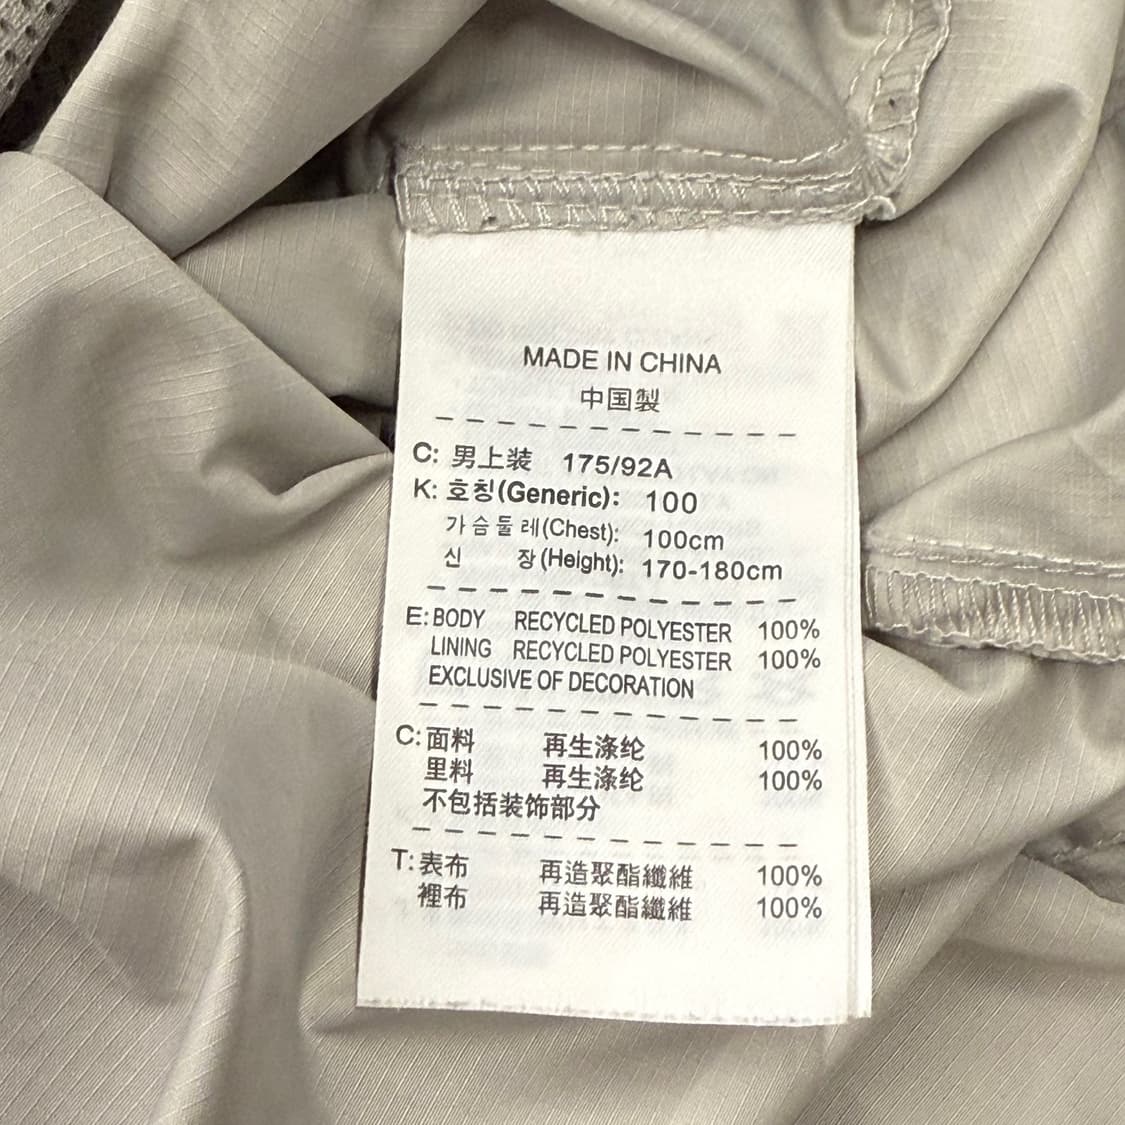 MADE IN CHINA
中国製
C: 男上装 175/92A
K: 호칭(Generic): 100
가슴둘레(Chest): 100cm
신 장(Height): 170-180cm
E: BODY RECYCLED POLYESTER 100%
LINING RECYCLED POLYESTER 100%
EXCLUSIVE OF DECORATION
C: 面料 再生涤纶 100%
里料 再生涤纶 100%
不包括装饰部分
T: 表布 再造聚酯纖維 100%
裡布 再造聚酯纖維 100%